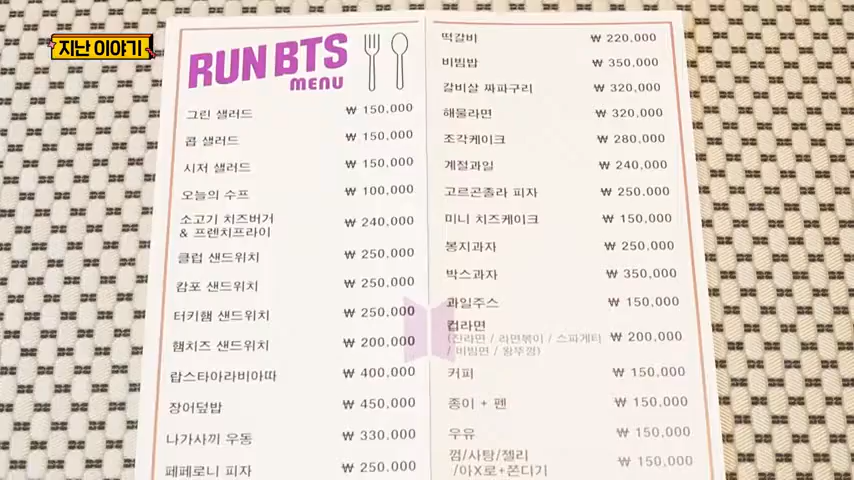 지난 이야기
RUN BTS
MENU
그린 샐러드 ₩ 150,000
콥 샐러드 ₩ 150,000
시저 샐러드 ₩ 150,000
오늘의 수프 ₩ 100,000
소고기 치즈버거
& 프렌치프라이 ₩ 240,000
클럽 샌드위치 ₩ 250,000
캄포 샌드위치 ₩ 250,000
터키햄 샌드위치 ₩ 250,000
햄치즈 샌드위치 ₩ 200,000
랍스타아라비아따 ₩ 400,000
장어덮밥 ₩ 450,000
나가사끼 우동 ₩ 330,000
페페로니 피자 ₩ 250,000
떡갈비 ₩ 220,000
비빔밥 ₩ 350,000
갈비살 짜파구리 ₩ 320,000
해물라면 ₩ 320,000
조각케이크 ₩ 280,000
계절과일 ₩ 240,000
고르곤졸라 피자 ₩ 250,000
미니 치즈케이크 ₩ 150,000
봉지과자 ₩ 250,000
박스과자 ₩ 350,000
과일주스 ₩ 150,000
컵라면
(진라면 / 라면볶이 / 스파게티 ₩ 200,000
/ 비빔면 / 왕뚜껑)
커피 ₩ 150,000
종이 + 펜 ₩ 150,000
우유 ₩ 150,000
껌/사탕/젤리
/아X로+쫀디기 ₩ 150,000